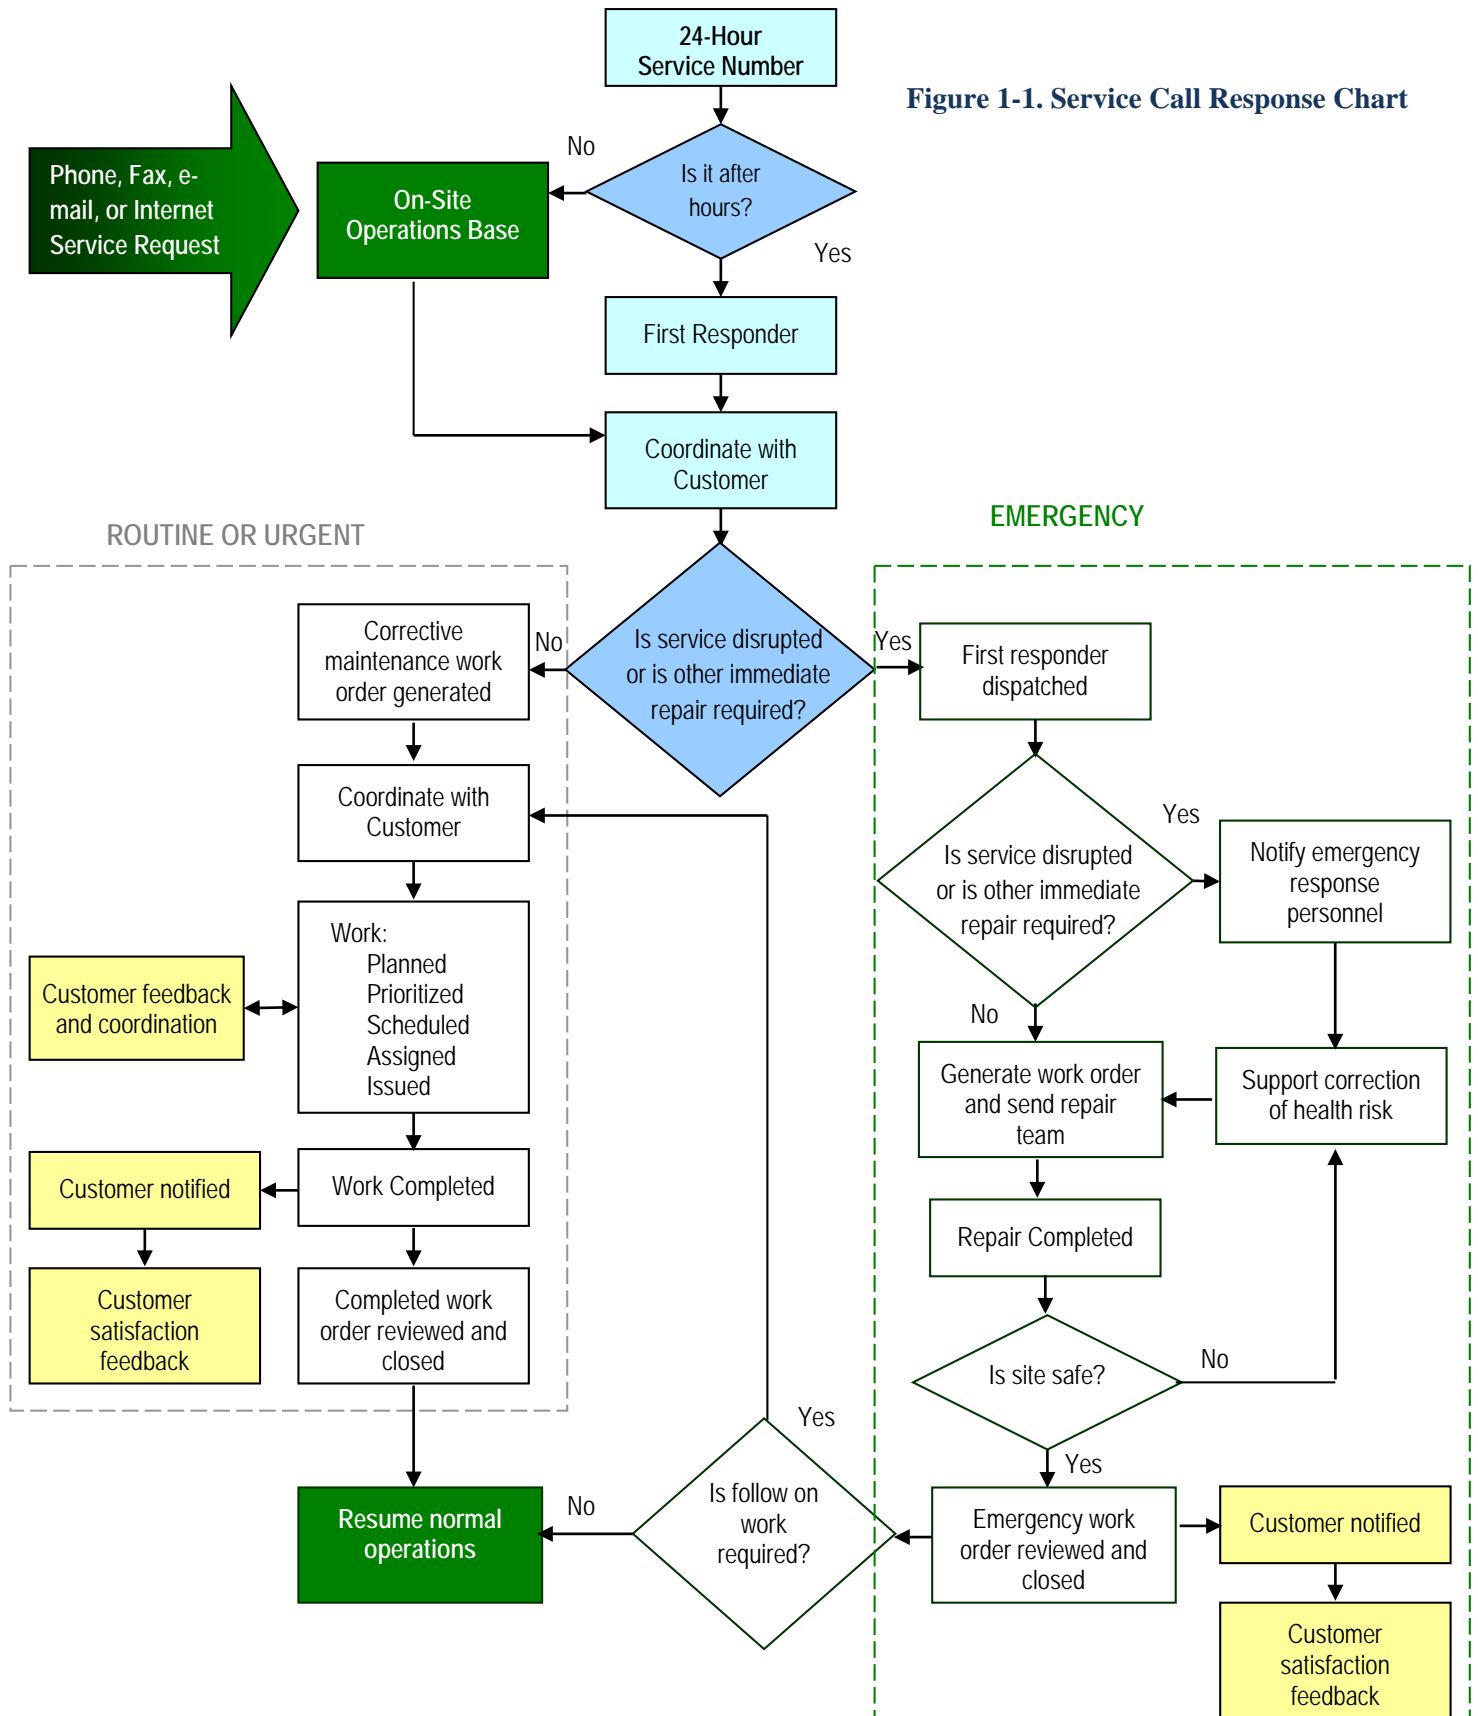 24-Hour
Service Number
Figure 1-1. Service Call Response Chart
No
Is it after
hours?
Phone, Fax, e-
mail, or Internet
Service Request
On-Site
Operations Base
Yes
First Responder
Coordinate with
Customer
ROUTINE OR URGENT
EMERGENCY
Corrective
maintenance work
order generated
No
Is service disrupted
or is other immediate
repair required?
Yes
First responder
dispatched
Coordinate with
Customer
Yes
Is service disrupted
or is other immediate
repair required?
Notify emergency
response
personnel
Work:
Planned
Prioritized
Scheduled
Assigned
Issued
Customer feedback
and coordination
No
Generate work order
and send repair
team
Support correction
of health risk
Customer notified
Work Completed
Repair Completed
Customer
satisfaction
feedback
Completed work
order reviewed and
closed
Is site safe?
No
Yes
Yes
Resume normal
operations
No
Is follow on
work
required?
Emergency work
order reviewed and
closed
Customer notified
Customer
satisfaction
feedback